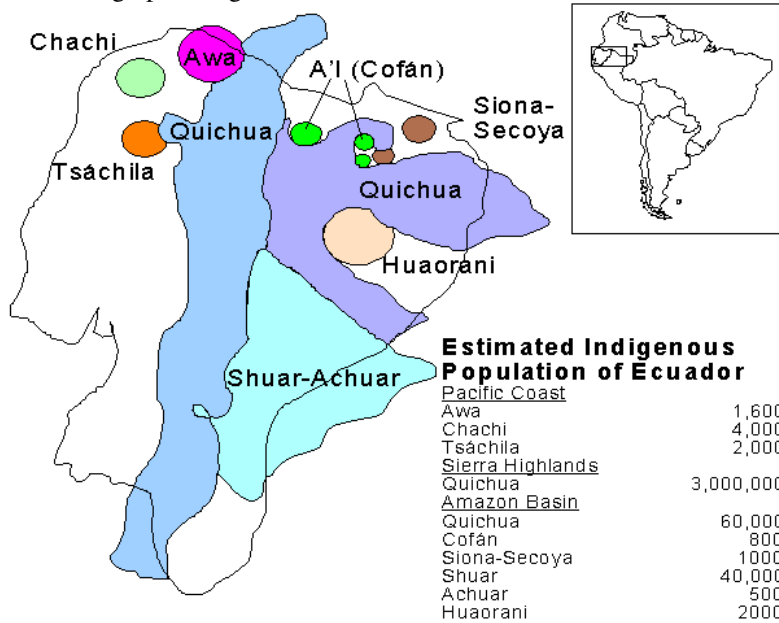 Chachi
Awa
A'I (Cofán)
Siona-
Secoya
Quichua
Tsáchila
Quichua
Huaorani
Shuar-Achuar
Estimated Indigenous
Population of Ecuador
Pacific Coast
Awa 1,600
Chachi 4,000
Tsáchila 2,000
Sierra Highlands
Quichua 3,000,000
Amazon Basin
Quichua 60,000
Cofán 800
Siona-Secoya 1000
Shuar 40,000
Achuar 500
Huaorani 2000